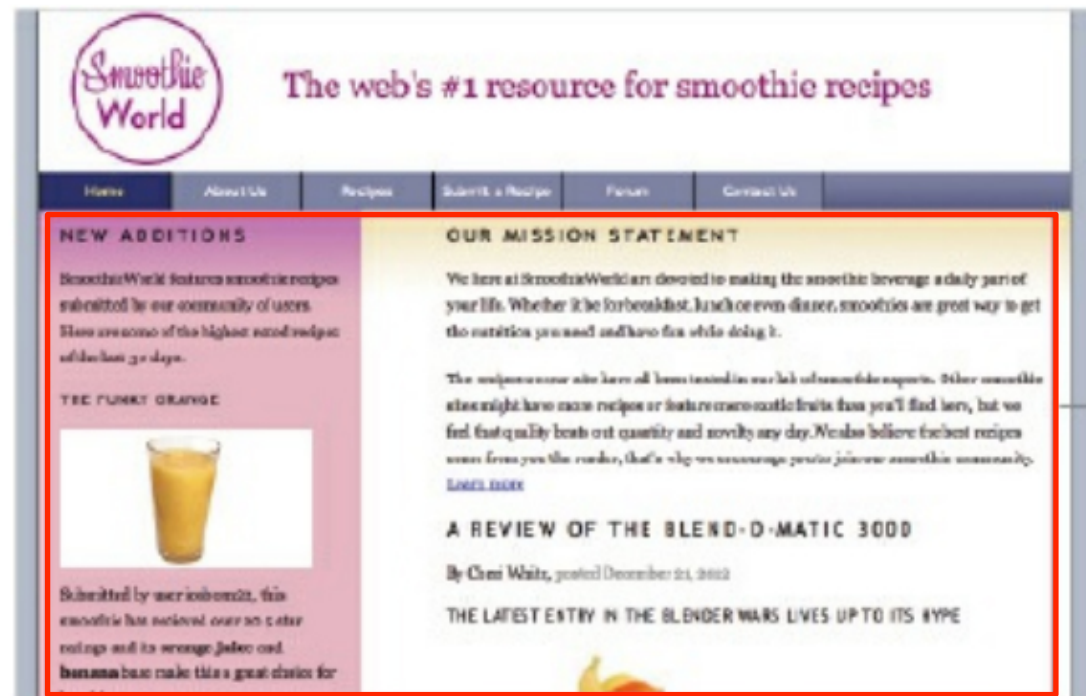 Smoothie
World
The web's #1 resource for smoothie recipes
Home
About Us
Recipes
Submit a Recipe
Forum
Contact Us
NEW ADDITIONS
SmoothieWorld features smoothie recipes
submitted by our community of users.
Here are some of the highest rated recipes
of the last 30 days.
THE FUNKY ORANGE
Submitted by user
this
smoothie has recieved over 20 5 star
ratings and its orange juice and
banana base make this a great choice for
OUR MISSION STATEMENT
We here at SmoothieWorld are devoted to making the smoothie beverage a daily part of
your life. Whether it be for breakfast, lunch or even dinner, smoothies are great way to get
the nutrition you need and have fun while doing it.
The recipes on our site have all been tested in our lab of smoothie experts. Other smoothie
sites might have more recipes or feature more exotic fruits than you'll find here, but we
feel that quality beats out quantity and novelty any day. We also believe the best recipes
come from you the reader, that's why we encourage you to join our smoothie community.
Learn more
A REVIEW OF THE BLEND-O-MATIC 3000
By Cheri Waits, posted December 21, 2012
THE LATEST ENTRY IN THE BLENDER WARS LIVES UP TO ITS HYPE